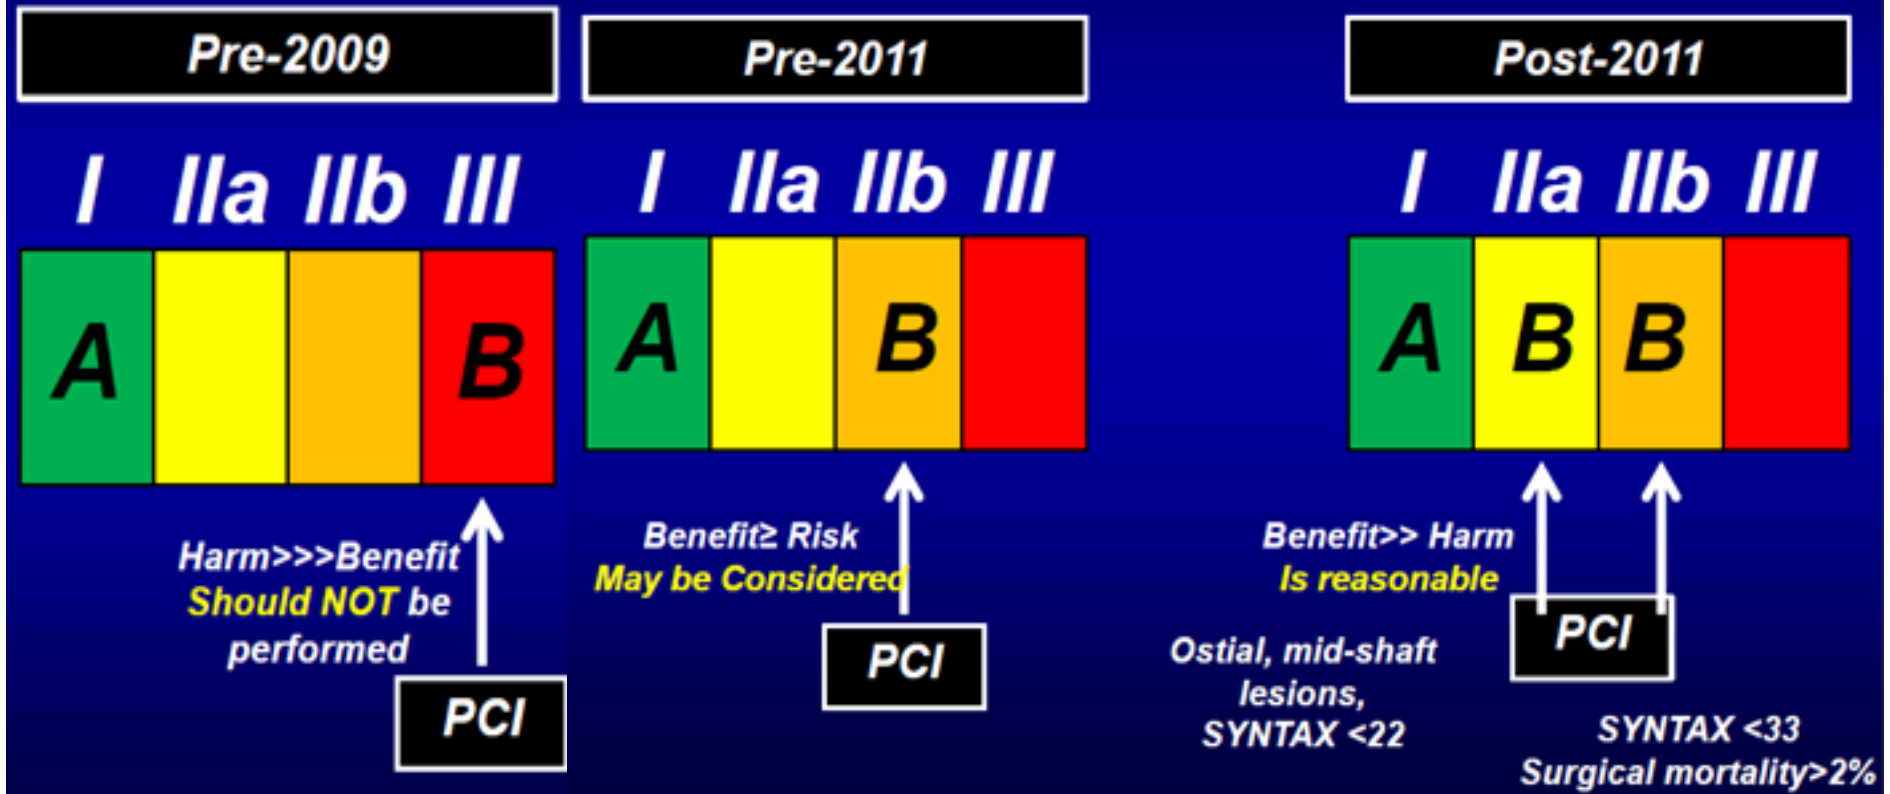 Pre-2009
I IIa IIb III
A B
Harm>>>Benefit
Should NOT be
performed
PCI
Pre-2011
I IIa IIb III
A B
Benefit≥ Risk
May be Considered
PCI
Post-2011
I IIa IIb III
A B B
Benefit>> Harm
Is reasonable
PCI
Ostial, mid-shaft
lesions,
SYNTAX <22
SYNTAX <33
Surgical mortality>2%